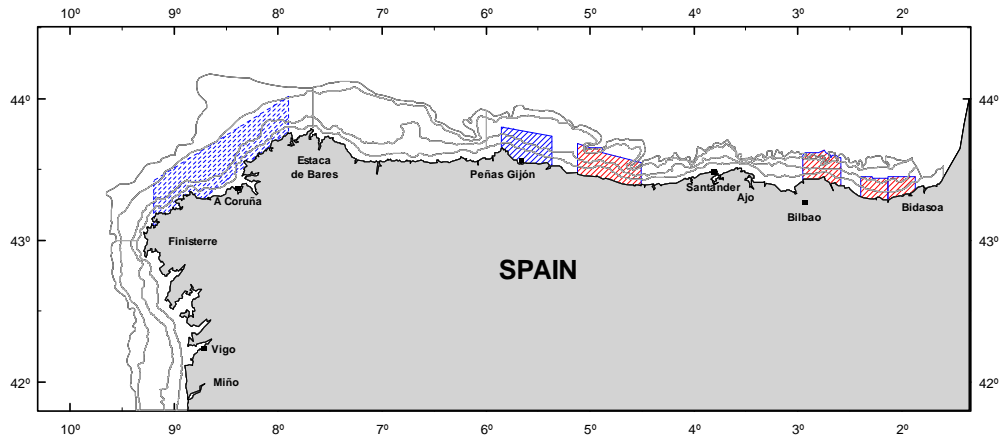 10º 9º 8º 7º 6º 5º 4º 3º 2º
44º 44º
Estaca
de Bares
Peñas Gijón
Santander
Ajo
A Coruña
Bilbao
Bidasoa
43º 43º
Finisterre
SPAIN
Vigo
Miño
42º 42º
10º 9º 8º 7º 6º 5º 4º 3º 2º